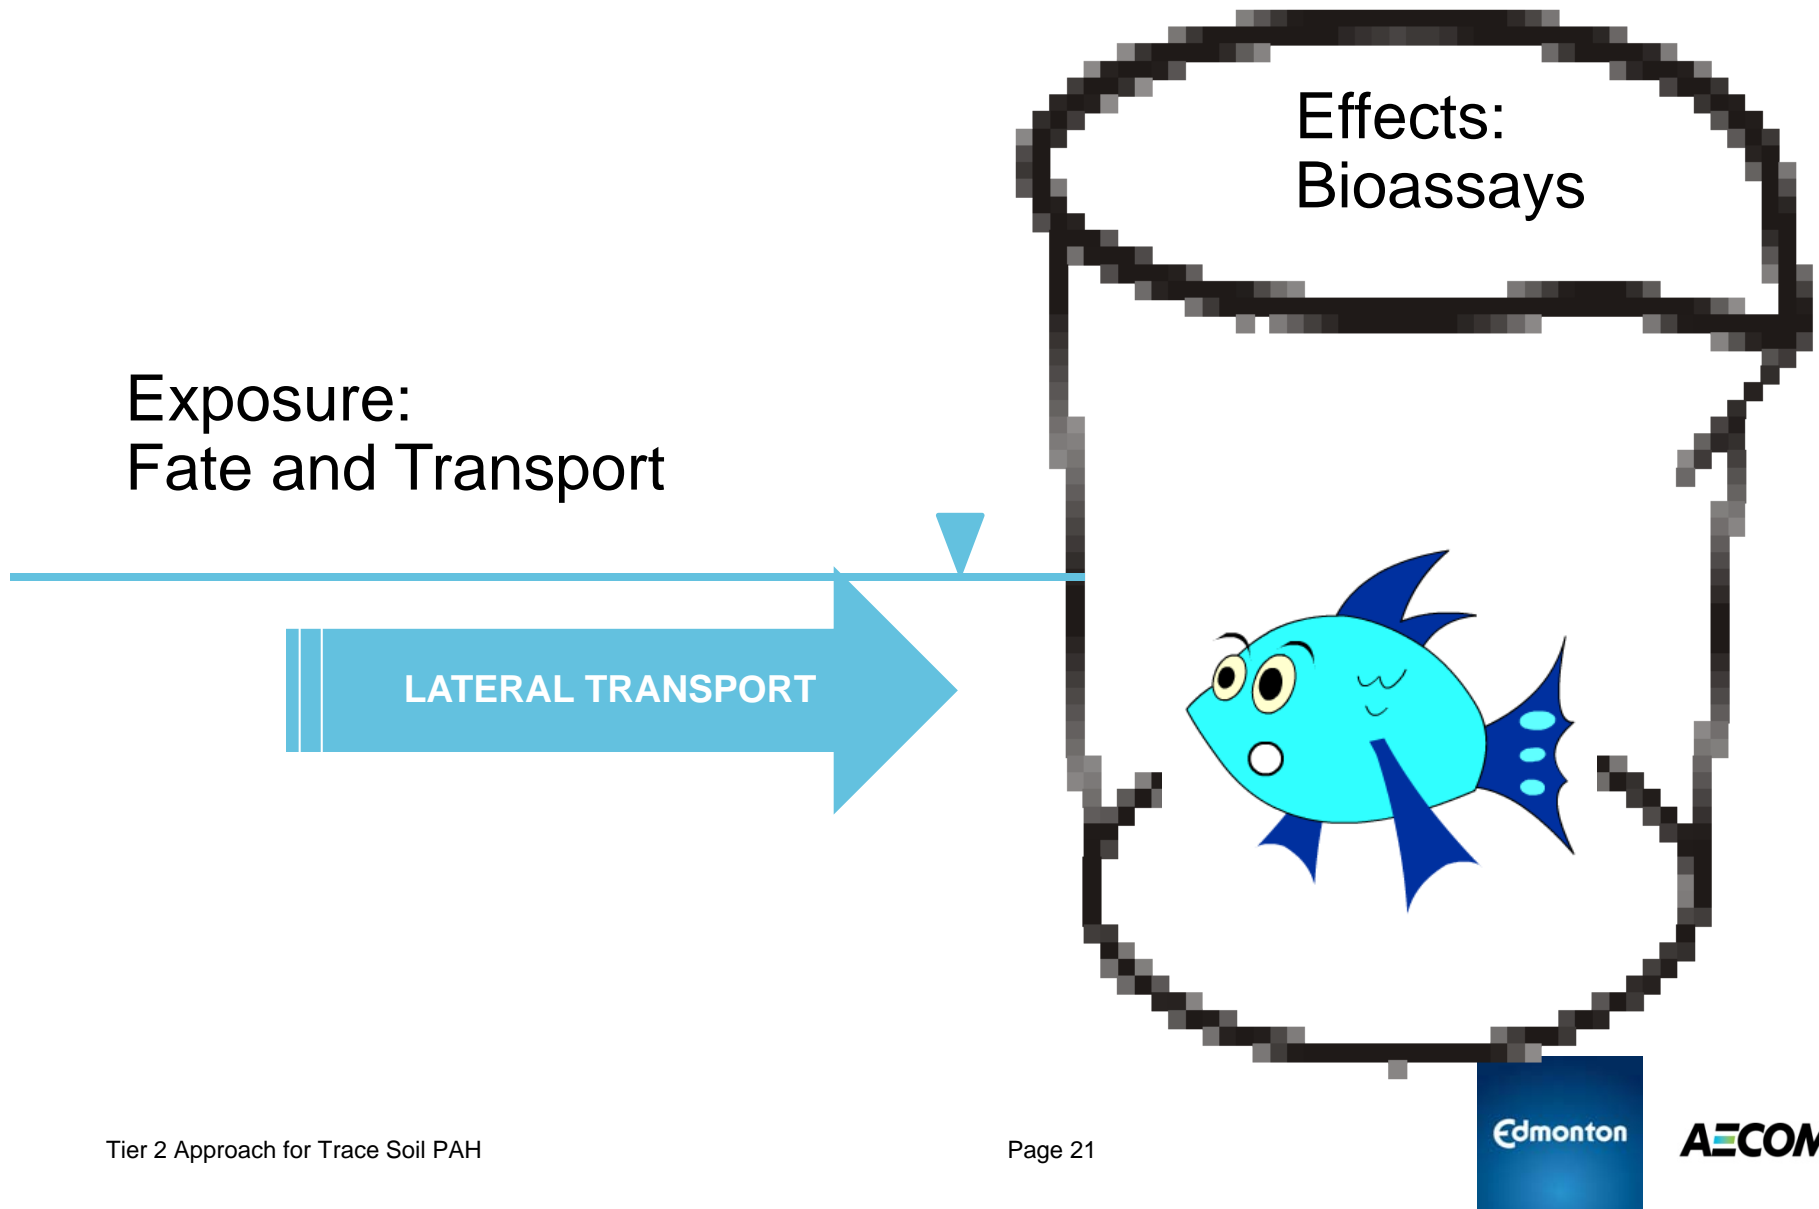 Effects:
Bioassays
Exposure:
Fate and Transport
LATERAL TRANSPORT
Tier 2 Approach for Trace Soil PAH
Page 21
Edmonton
AECOM